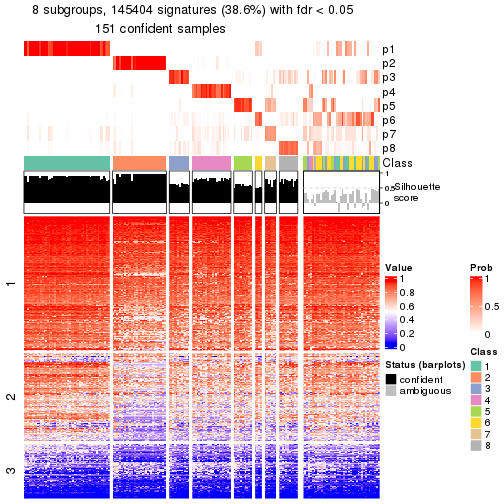 8 subgroups, 145404 signatures (38.6%) with fdr < 0.05
151 confident samples
p1
p2
p3
p4
p5
p6
p7
p8
Class
1
0.5
0
Silhouette
score
1
2
3
Value
1
0.8
0.6
0.4
0.2
0
Status (barplots)
confident
ambiguous
Prob
1
0.5
0
Class
1
2
3
4
5
6
7
8